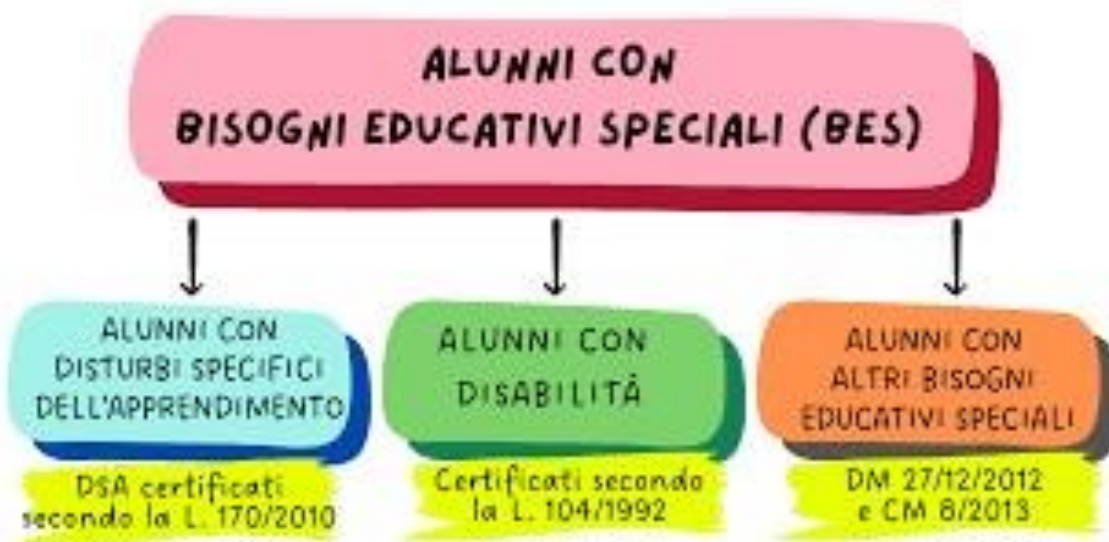 ALUNNI CON
BISOGNI EDUCATIVI SPECIALI (BES)
ALUNNI CON
DISTURBI SPECIFICI
DELL'APPRENDIMENTO
DSA certificati
secondo la L. 170/2010
ALUNNI CON
DISABILITÀ
Certificati secondo
la L. 104/1992
ALUNNI CON
ALTRI BISOGNI
EDUCATIVI SPECIALI
DM 27/12/2012
e CM 8/2013